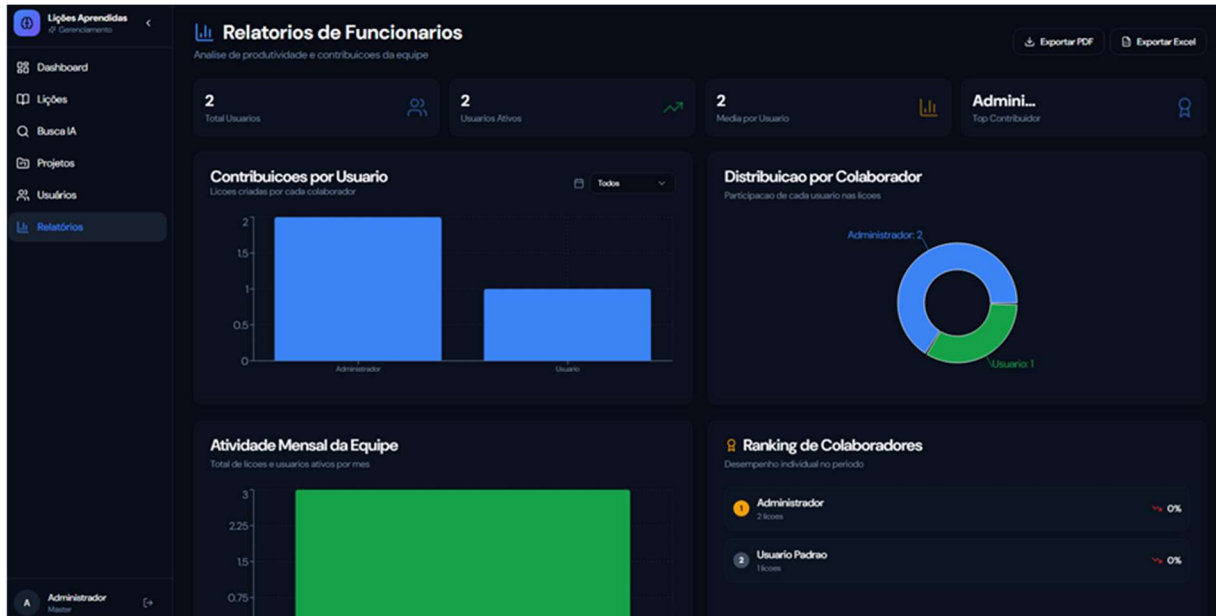 Lições Aprendidas
Gerenciamento
Dashboard
Lições
Busca IA
Projetos
Usuários
Relatórios
Administrador
Master
A
Relatorios de Funcionarios
Analise de produtividade e contribuicoes da equipe
Exportar PDF
Exportar Excel
2
Total Usuarios
2
Usuarios Ativos
2
Media por Usuario
Admini...
Top Contribuidor
Contribuicoes por Usuario
Licoes criadas por cada colaborador
Todos
2
1.5
1
0.5
0
Administrador
Usuario
Distribuicao por Colaborador
Participacao de cada usuario nas licoes
Administrador: 2
Usuario: 1
Atividade Mensal da Equipe
Total de licoes e usuarios ativos por mes
3
2.25
1.5
0.75
Ranking de Colaboradores
Desempenho individual no periodo
1
Administrador
2 licoes
0%
2
Usuario Padrao
1 licoes
0%